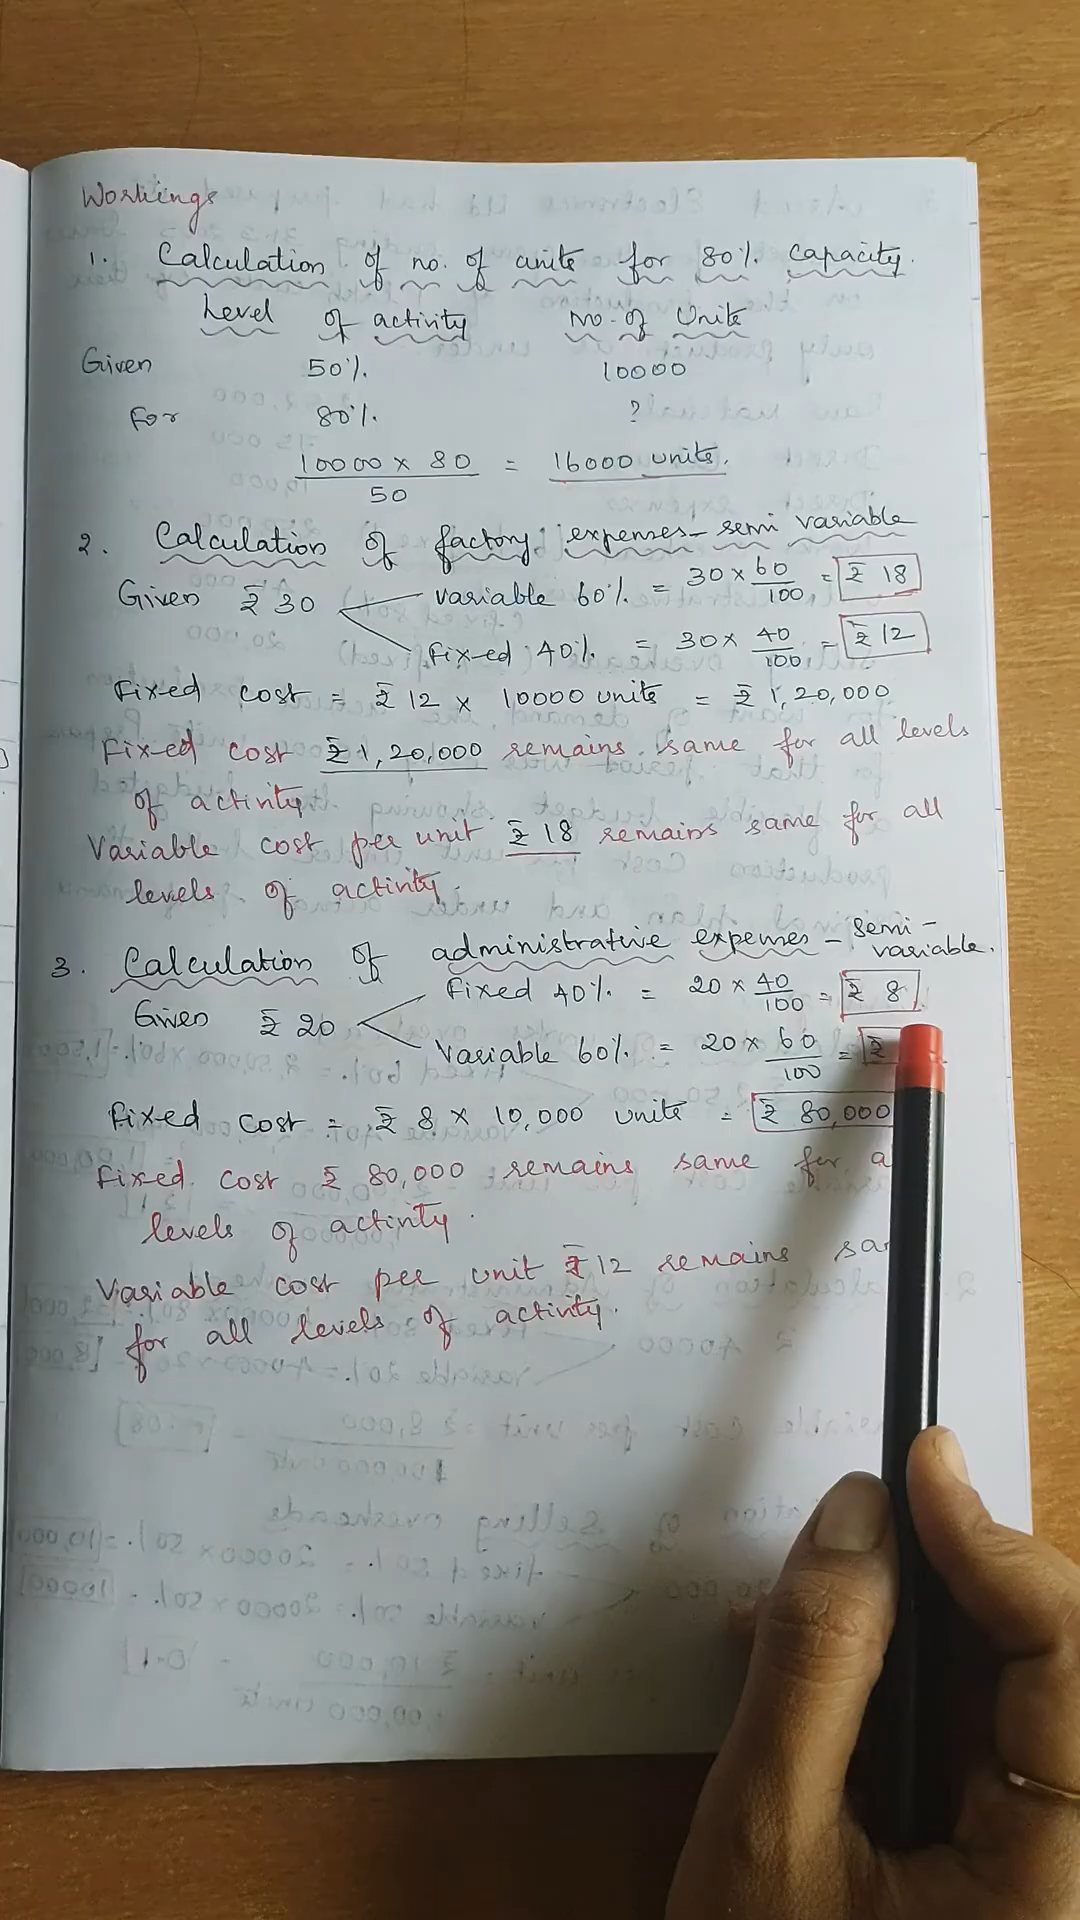 Workings
1. Calculation of no. of units for 80% capacity.
Level of activity No. of Units
Given 50% 10000
For 80% ?
10000 x 80 / 50 = 16000 units.
2. Calculation of factory expenses - semi variable
Given ₹ 30 variable 60% = 30 x 60/100 = ₹ 18
Fixed 40% = 30 x 40/100 = ₹ 12
Fixed cost = ₹ 12 x 10000 units = ₹ 1,20,000
Fixed cost ₹ 1,20,000 remains same for all levels
of activity
Variable cost per unit ₹ 18 remains same for all
levels of activity.
3. Calculation of administrative expenses - semi-
variable.
Given ₹ 20 Fixed 40% = 20 x 40/100 = ₹ 8
Variable 60% = 20 x 60/100 = ₹
Fixed cost = ₹ 8 x 10,000 units = ₹ 80,000
Fixed cost ₹ 80,000 remains same for a
levels of activity.
Variable cost per unit ₹ 12 remains sa
for all levels of activity.